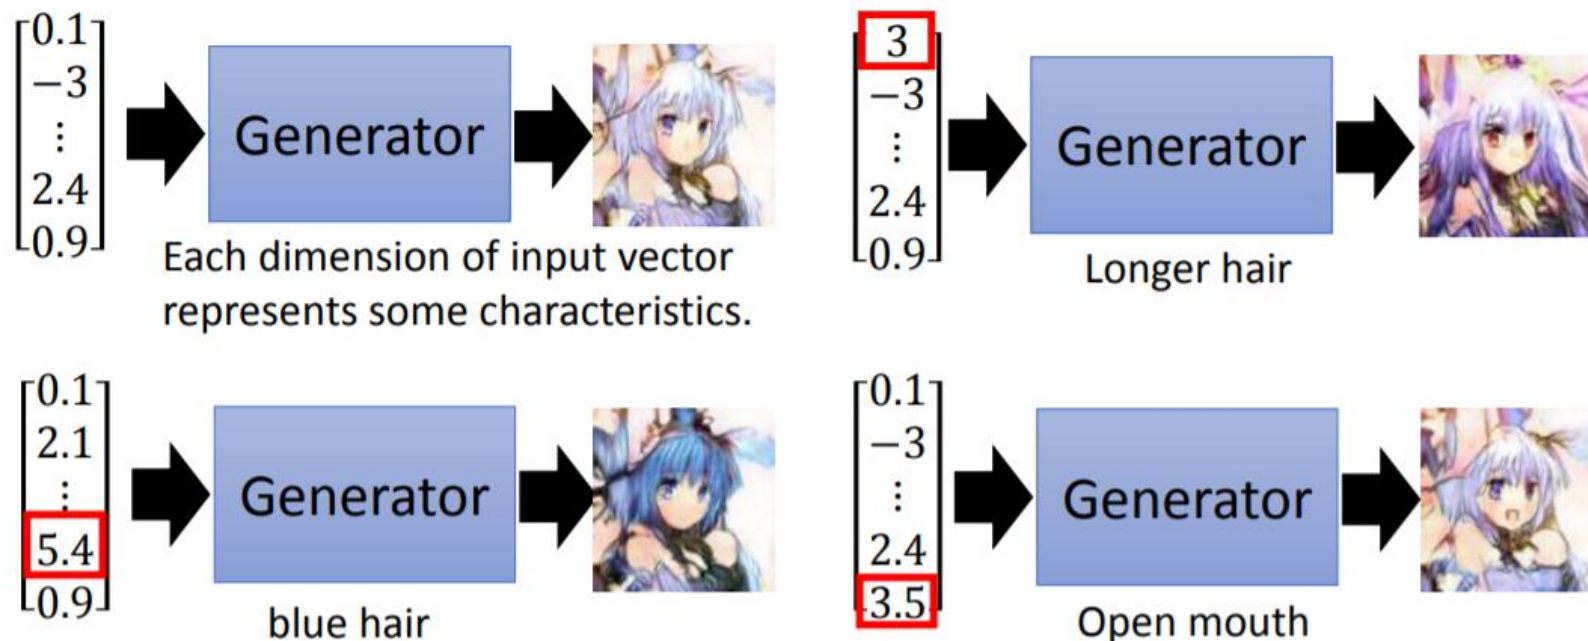 0.1
−3
⋮
2.4
0.9
Generator
Each dimension of input vector
represents some characteristics.
3
−3
⋮
2.4
0.9
Generator
Longer hair
0.1
2.1
⋮
5.4
0.9
Generator
blue hair
0.1
−3
⋮
2.4
3.5
Generator
Open mouth